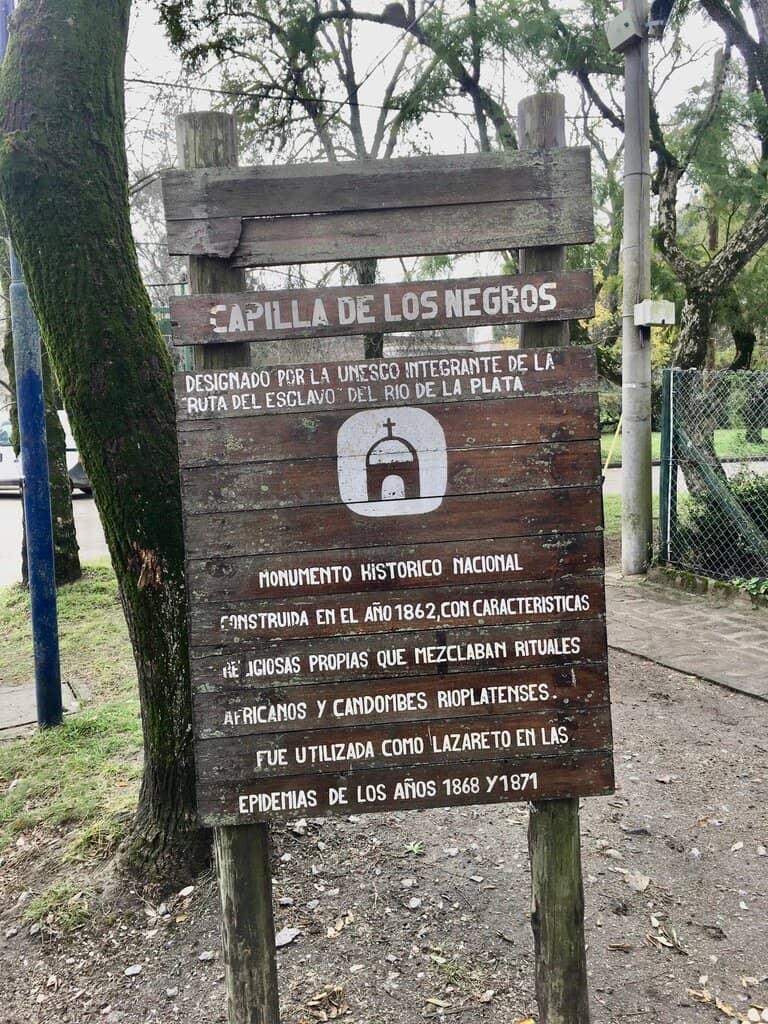 CAPILLA DE LOS NEGROS
DESIGNADO POR LA UNESCO INTEGRANTE DE LA
"RUTA DEL ESCLAVO" DEL RIO DE LA PLATA
MONUMENTO HISTORICO NACIONAL
CONSTRUIDA EN EL AÑO 1862, CON CARACTERISTICAS
RELIGIOSAS PROPIAS QUE MEZCLABAN RITUALES
AFRICANOS Y CANDOMBES RIOPLATENSES.
FUE UTILIZADA COMO LAZARETO EN LAS
EPIDEMIAS DE LOS AÑOS 1868 Y 1871